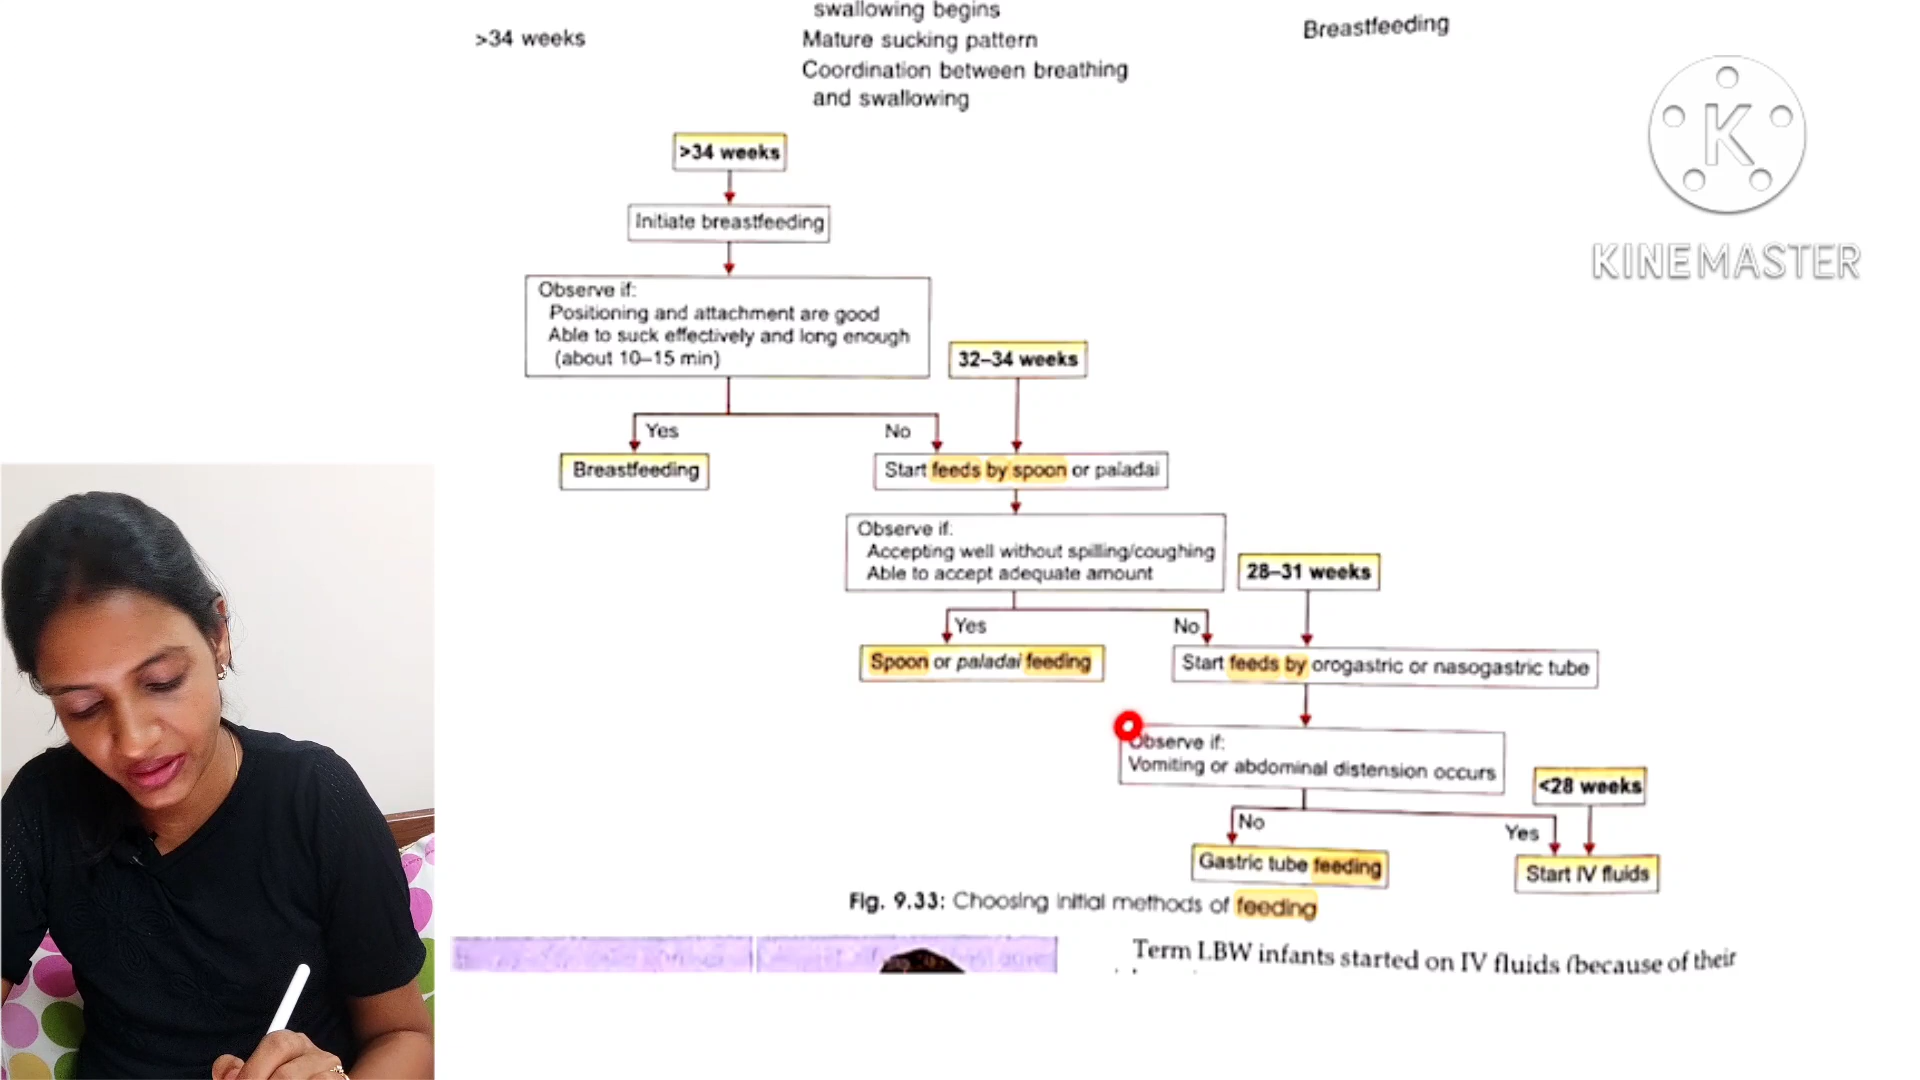 swallowing begins
>34 weeks
Mature sucking pattern
Breastfeeding
Coordination between breathing
and swallowing
>34 weeks
Initiate breastfeeding
Observe if:
Positioning and attachment are good
Able to suck effectively and long enough
(about 10–15 min)
32–34 weeks
Yes
No
Breastfeeding
Start feeds by spoon or paladai
Observe if:
Accepting well without spilling/coughing
Able to accept adequate amount
28–31 weeks
Yes
No
Spoon or paladai feeding
Start feeds by orogastric or nasogastric tube
Observe if:
Vomiting or abdominal distension occurs
<28 weeks
No
Yes
Gastric tube feeding
Start IV fluids
Fig. 9.33: Choosing initial methods of feeding
Term LBW infants started on IV fluids (because of their
K
KINEMASTER